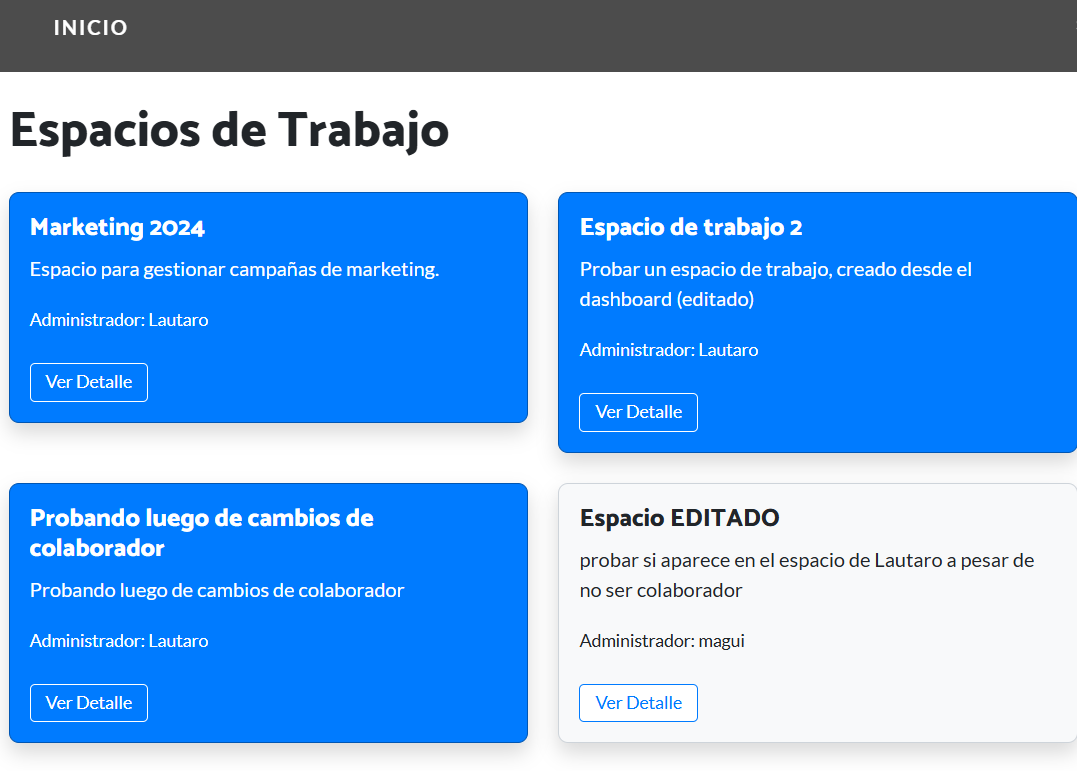 INICIO
Espacios de Trabajo
Marketing 2024
Espacio para gestionar campañas de marketing.
Administrador: Lautaro
Ver Detalle
Espacio de trabajo 2
Probar un espacio de trabajo, creado desde el
dashboard (editado)
Administrador: Lautaro
Ver Detalle
Probando luego de cambios de
colaborador
Probando luego de cambios de colaborador
Administrador: Lautaro
Ver Detalle
Espacio EDITADO
probar si aparece en el espacio de Lautaro a pesar de
no ser colaborador
Administrador: magui
Ver Detalle